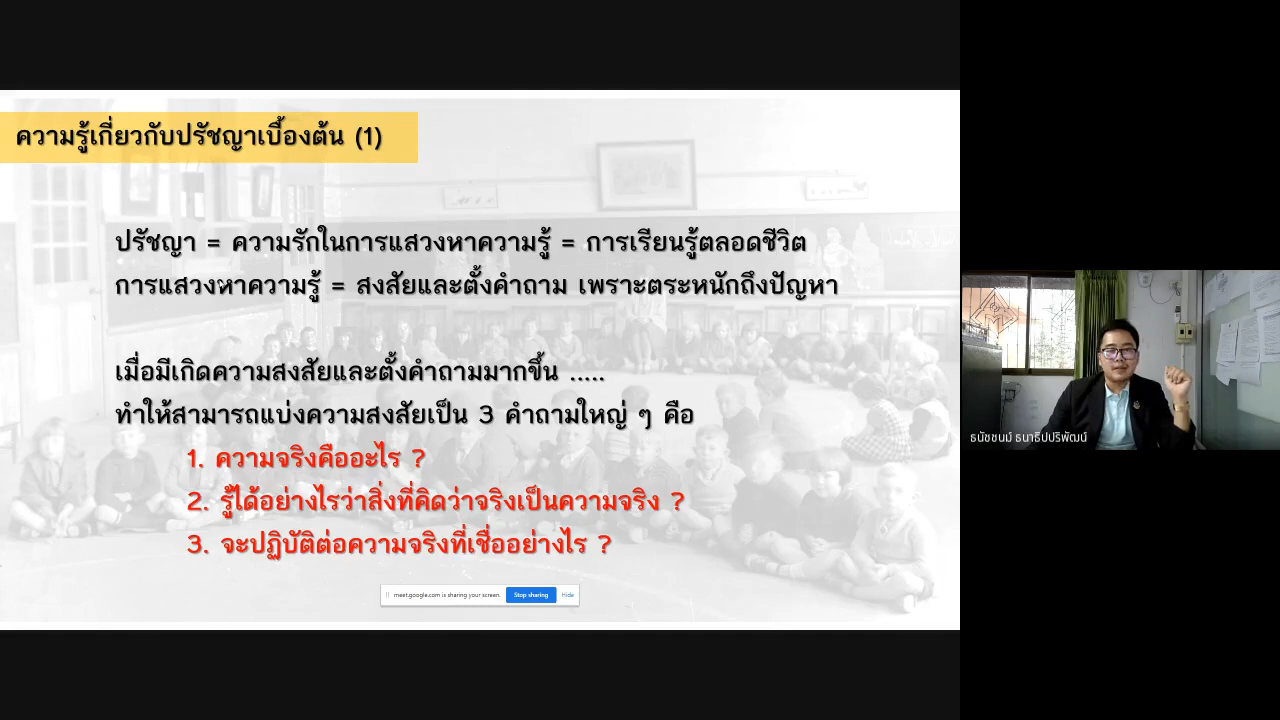 ความรู้เกี่ยวกับปรัชญาเบื้องต้น (1)
ปรัชญา = ความรักในการแสวงหาความรู้ = การเรียนรู้ตลอดชีวิต
การแสวงหาความรู้ = สงสัยและตั้งคำถาม เพราะตระหนักถึงปัญหา
เมื่อมีเกิดความสงสัยและตั้งคำถามมากขึ้น .....
ทำให้สามารถแบ่งความสงสัยเป็น 3 คำถามใหญ่ ๆ คือ
1. ความจริงคืออะไร ?
2. รู้ได้อย่างไรว่าสิ่งที่คิดว่าจริงเป็นความจริง ?
3. จะปฏิบัติต่อความจริงที่เชื่ออย่างไร ?
meet.google.com is sharing your screen. Stop sharing Hide
ธนัชชนม์ ธนาธิปปริพัฒน์